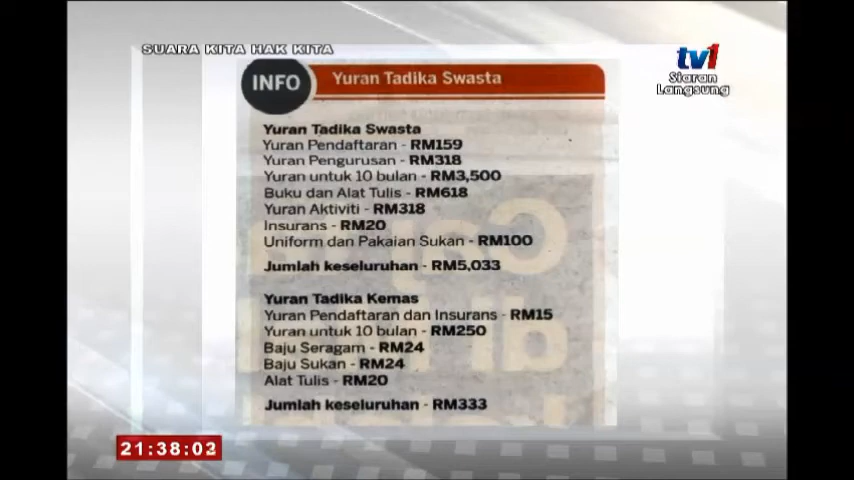 SUARA KITA HAK KITA
tv1
Siaran
Langsung
INFO
Yuran Tadika Swasta
Yuran Tadika Swasta
Yuran Pendaftaran - RM159
Yuran Pengurusan - RM318
Yuran untuk 10 bulan - RM3,500
Buku dan Alat Tulis - RM618
Yuran Aktiviti - RM318
Insurans - RM20
Uniform dan Pakaian Sukan - RM100
Jumlah keseluruhan - RM5,033
Yuran Tadika Kemas
Yuran Pendaftaran dan Insurans - RM15
Yuran untuk 10 bulan - RM250
Baju Seragam - RM24
Baju Sukan - RM24
Alat Tulis - RM20
Jumlah keseluruhan - RM333
21:38:02